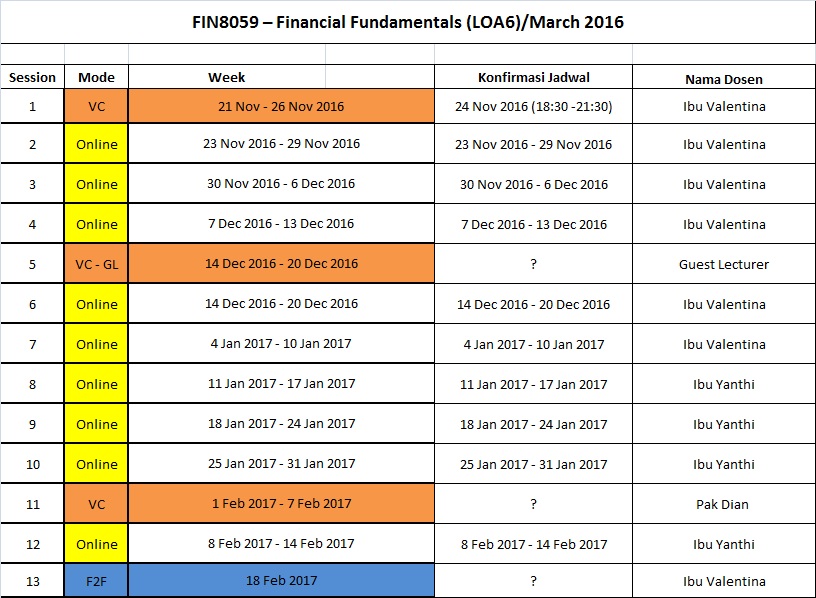 FIN8059 – Financial Fundamentals (LOA6)/March 2016
Session Mode Week Konfirmasi Jadwal Nama Dosen
1 VC 21 Nov - 26 Nov 2016 24 Nov 2016 (18:30 -21:30) Ibu Valentina
2 Online 23 Nov 2016 - 29 Nov 2016 23 Nov 2016 - 29 Nov 2016 Ibu Valentina
3 Online 30 Nov 2016 - 6 Dec 2016 30 Nov 2016 - 6 Dec 2016 Ibu Valentina
4 Online 7 Dec 2016 - 13 Dec 2016 7 Dec 2016 - 13 Dec 2016 Ibu Valentina
5 VC - GL 14 Dec 2016 - 20 Dec 2016 ? Guest Lecturer
6 Online 14 Dec 2016 - 20 Dec 2016 14 Dec 2016 - 20 Dec 2016 Ibu Valentina
7 Online 4 Jan 2017 - 10 Jan 2017 4 Jan 2017 - 10 Jan 2017 Ibu Valentina
8 Online 11 Jan 2017 - 17 Jan 2017 11 Jan 2017 - 17 Jan 2017 Ibu Yanthi
9 Online 18 Jan 2017 - 24 Jan 2017 18 Jan 2017 - 24 Jan 2017 Ibu Yanthi
10 Online 25 Jan 2017 - 31 Jan 2017 25 Jan 2017 - 31 Jan 2017 Ibu Yanthi
11 VC 1 Feb 2017 - 7 Feb 2017 ? Pak Dian
12 Online 8 Feb 2017 - 14 Feb 2017 8 Feb 2017 - 14 Feb 2017 Ibu Yanthi
13 F2F 18 Feb 2017 ? Ibu Valentina